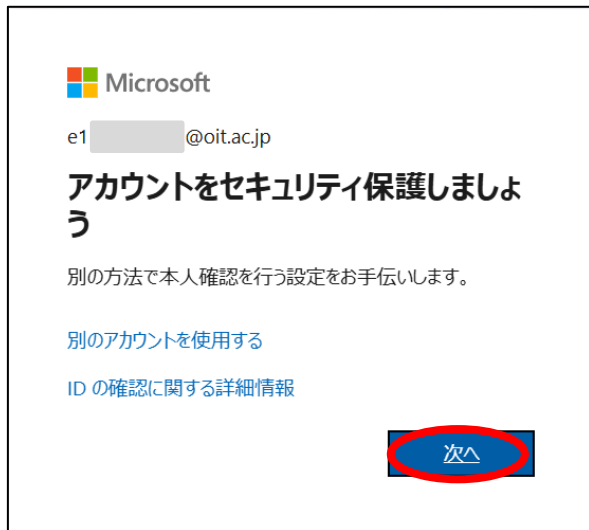 Microsoft
e1 @oit.ac.jp
アカウントをセキュリティ保護しましょ
う
別の方法で本人確認を行う設定をお手伝いします。
別のアカウントを使用する
ID の確認に関する詳細情報
次へ